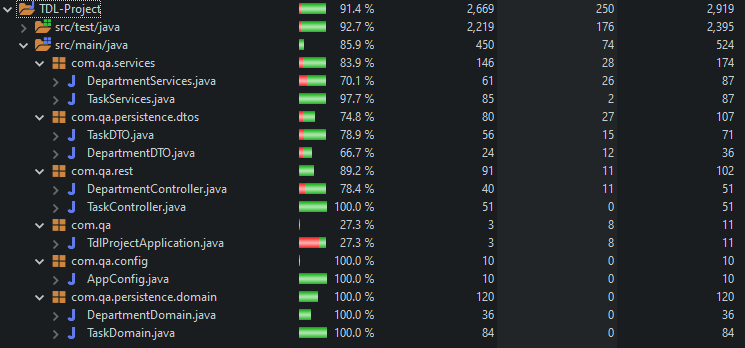 TDL-Project 91.4 % 2,669 250 2,919
src/test/java 92.7 % 2,219 176 2,395
src/main/java 85.9 % 450 74 524
com.qa.services 83.9 % 146 28 174
DepartmentServices.java 70.1 % 61 26 87
TaskServices.java 97.7 % 85 2 87
com.qa.persistence.dtos 74.8 % 80 27 107
TaskDTO.java 78.9 % 56 15 71
DepartmentDTO.java 66.7 % 24 12 36
com.qa.rest 89.2 % 91 11 102
DepartmentController.java 78.4 % 40 11 51
TaskController.java 100.0 % 51 0 51
com.qa 27.3 % 3 8 11
TdlProjectApplication.java 27.3 % 3 8 11
com.qa.config 100.0 % 10 0 10
AppConfig.java 100.0 % 10 0 10
com.qa.persistence.domain 100.0 % 120 0 120
DepartmentDomain.java 100.0 % 36 0 36
TaskDomain.java 100.0 % 84 0 84